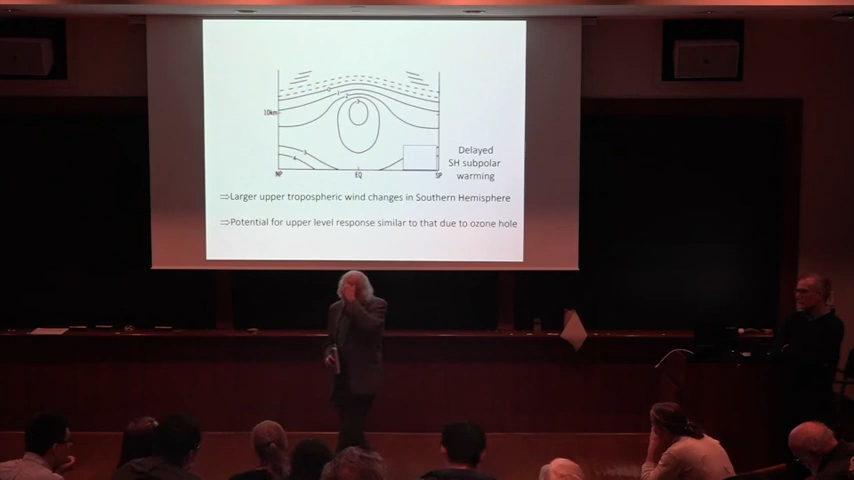 10km
NP EQ SP
Delayed
SH subpolar
warming
⇒Larger upper tropospheric wind changes in Southern Hemisphere
⇒Potential for upper level response similar to that due to ozone hole